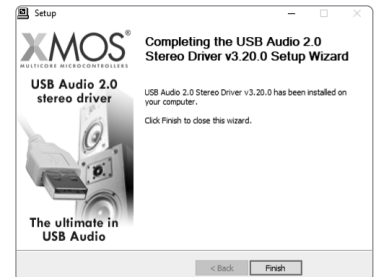 Setup
XMOS®
MULTICORE MICROCONTROLLERS
USB Audio 2.0
stereo driver
The ultimate in
USB Audio
Completing the USB Audio 2.0
Stereo Driver v3.20.0 Setup Wizard
USB Audio 2.0 Stereo Driver v3.20.0 has been installed on
your computer.
Click Finish to close this wizard.
< Back
Finish